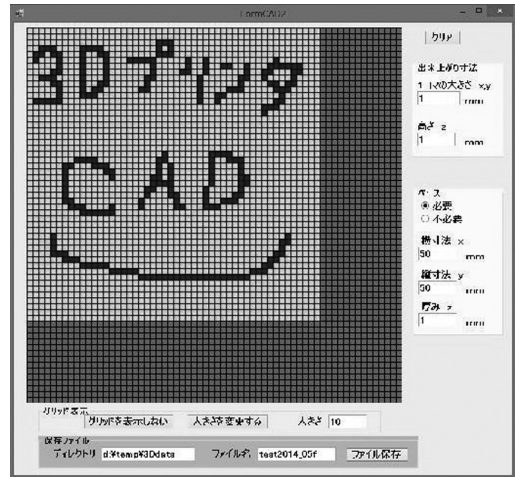 FormCAD2
3Dプリンタ
CAD
クリア
出来上がり寸法
1コマの大きさ x,y
1 mm
高さ z
1 mm
ベース
必要
不必要
横寸法 x
50 mm
縦寸法 y
50 mm
厚み z
1 mm
グリッド表示
グリッドを表示しない 大きさを変更する 大きさ 10
保存ファイル
ディレクトリ d:¥temp¥3Ddata ファイル名 test2014_05f ファイル保存